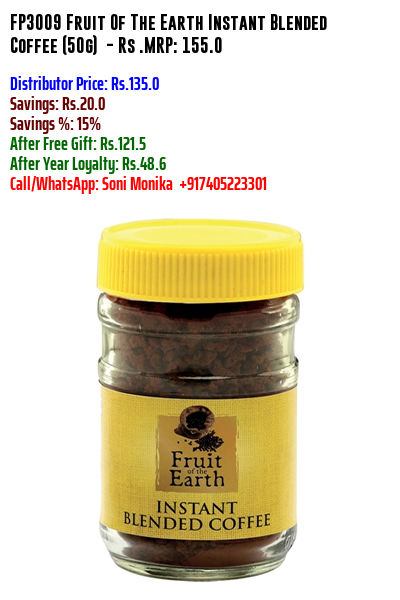 FP3009 Fruit Of The Earth Instant Blended
Coffee (50g) - Rs .MRP: 155.0
Distributor Price: Rs.135.0
Savings: Rs.20.0
Savings %: 15%
After Free Gift: Rs.121.5
After Year Loyalty: Rs.48.6
Call/WhatsApp: Soni Monika +917405223301
Fruit
of the
Earth
INSTANT
BLENDED COFFEE